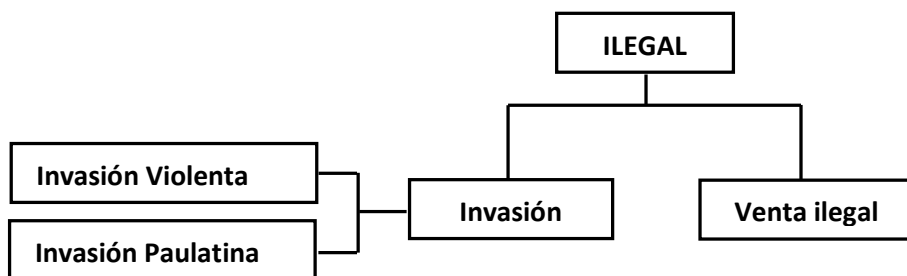 ILEGAL
Invasión Violenta
Invasión
Venta ilegal
Invasión Paulatina